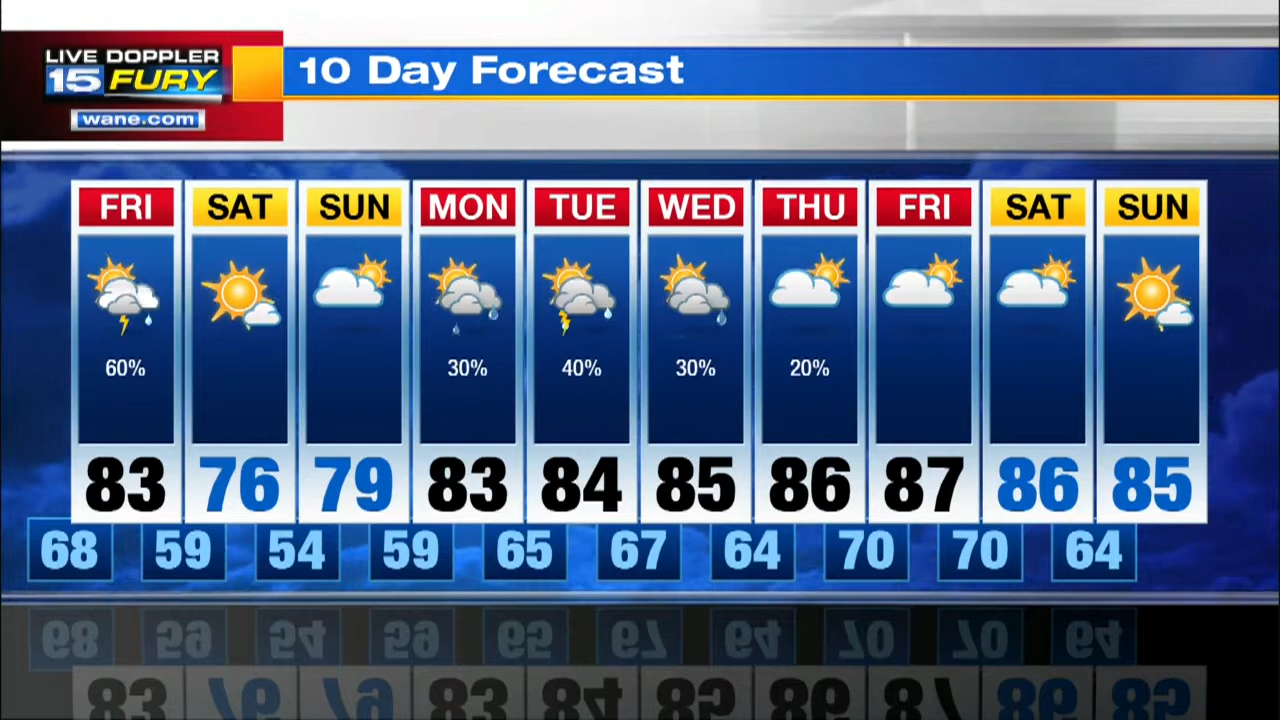 LIVE DOPPLER
15 FURY
wane.com
10 Day Forecast
FRI SAT SUN MON TUE WED THU FRI SAT SUN
60% 30% 40% 30% 20%
83 76 79 83 84 85 86 87 86 85
68 59 54 59 65 67 64 70 70 64